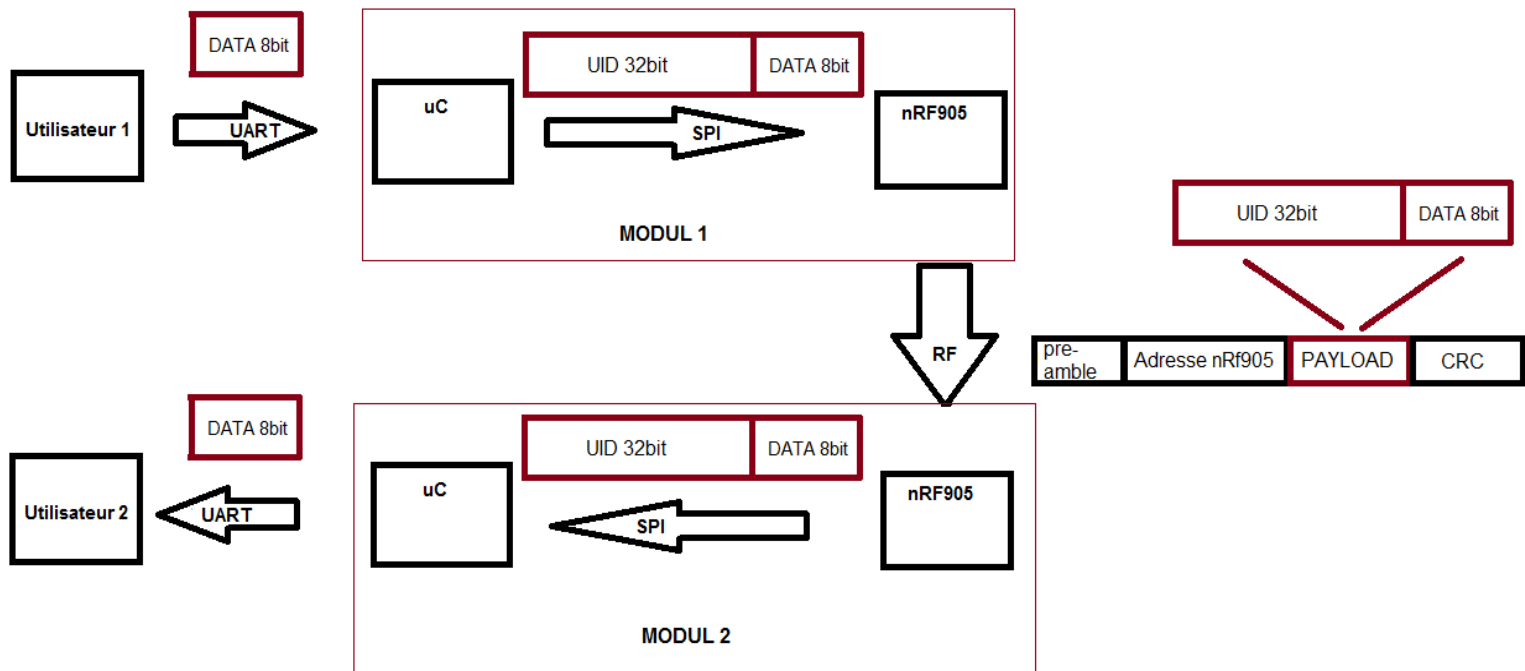 DATA 8bit
Utilisateur 1
UART
uC
UID 32bit
DATA 8bit
SPI
nRF905
MODUL 1
RF
UID 32bit
DATA 8bit
pre-
amble
Adresse nRf905
PAYLOAD
CRC
DATA 8bit
Utilisateur 2
UART
uC
UID 32bit
DATA 8bit
SPI
nRF905
MODUL 2